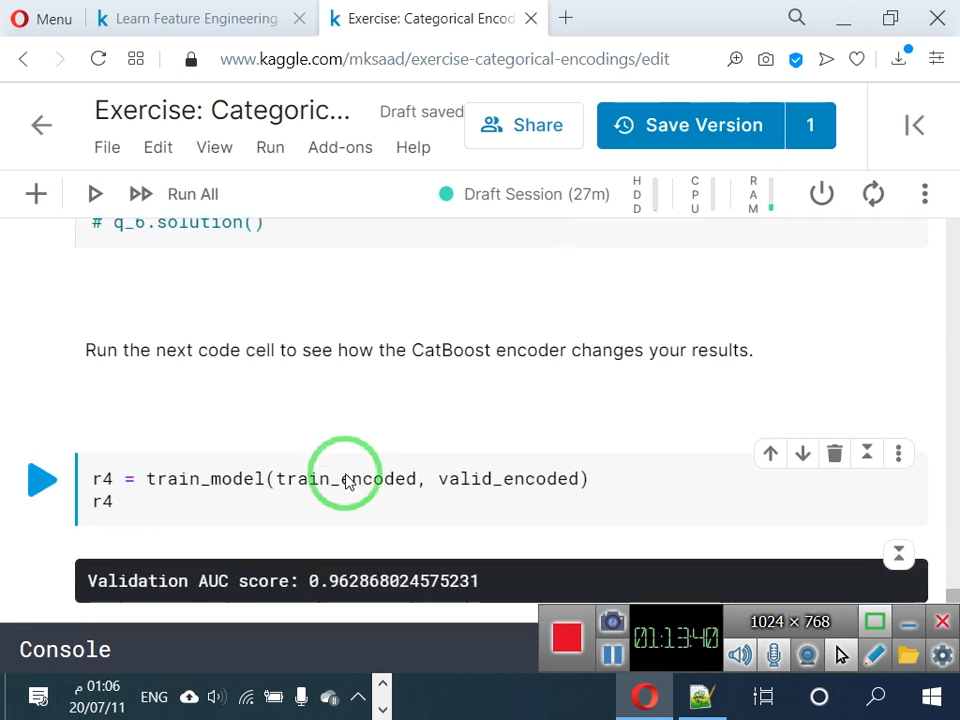 Menu
Learn Feature Engineering
Exercise: Categorical Encod
www.kaggle.com/mksaad/exercise-categorical-encodings/edit
Exercise: Categoric...
Draft saved
Share
Save Version
1
File Edit View Run Add-ons Help
Run All
Draft Session (27m)
HDD
CPU
RAM
# q_6.solution()
Run the next code cell to see how the CatBoost encoder changes your results.
r4 = train_model(train_encoded, valid_encoded)
r4
Validation AUC score: 0.962868024575231
Console
01:13:40
1024 × 768
01:06 م
20/07/11
ENG